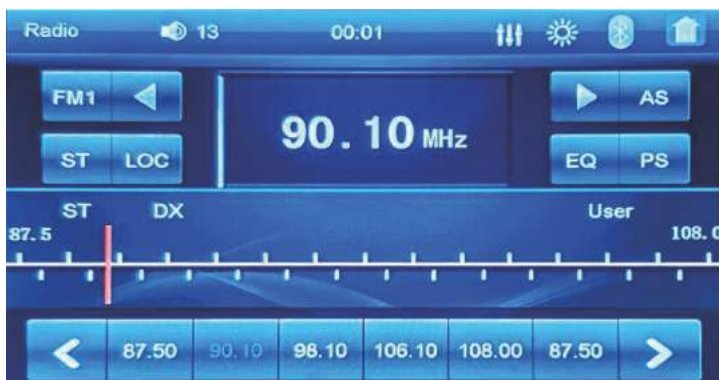 Radio 13 00:01
FM1 AS
90.10 MHz
ST LOC EQ PS
ST DX User
87.5 108.0
87.50 90.10 98.10 106.10 108.00 87.50